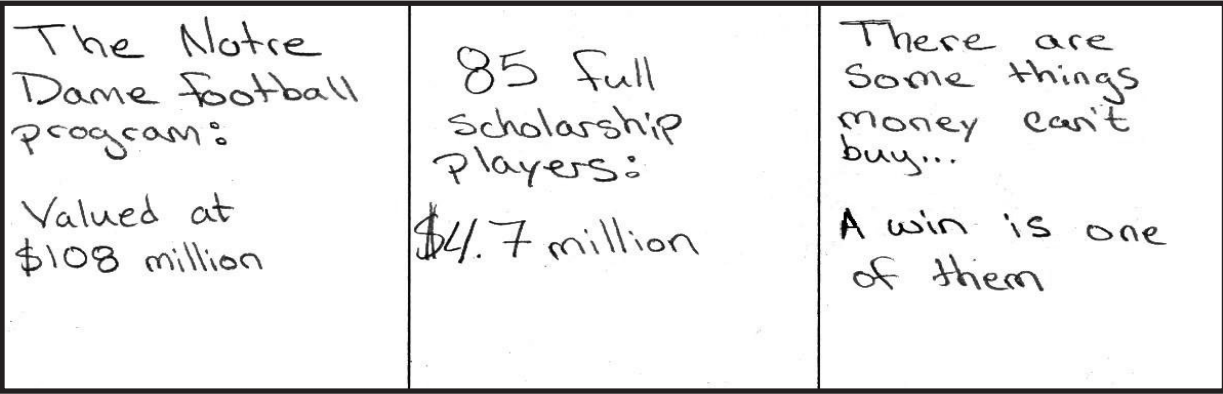 The Notre
Dame football
program:
Valued at
$108 million
85 full
scholarship
players:
$4.7 million
There are
Some things
money can't
buy...
A win is one
of them